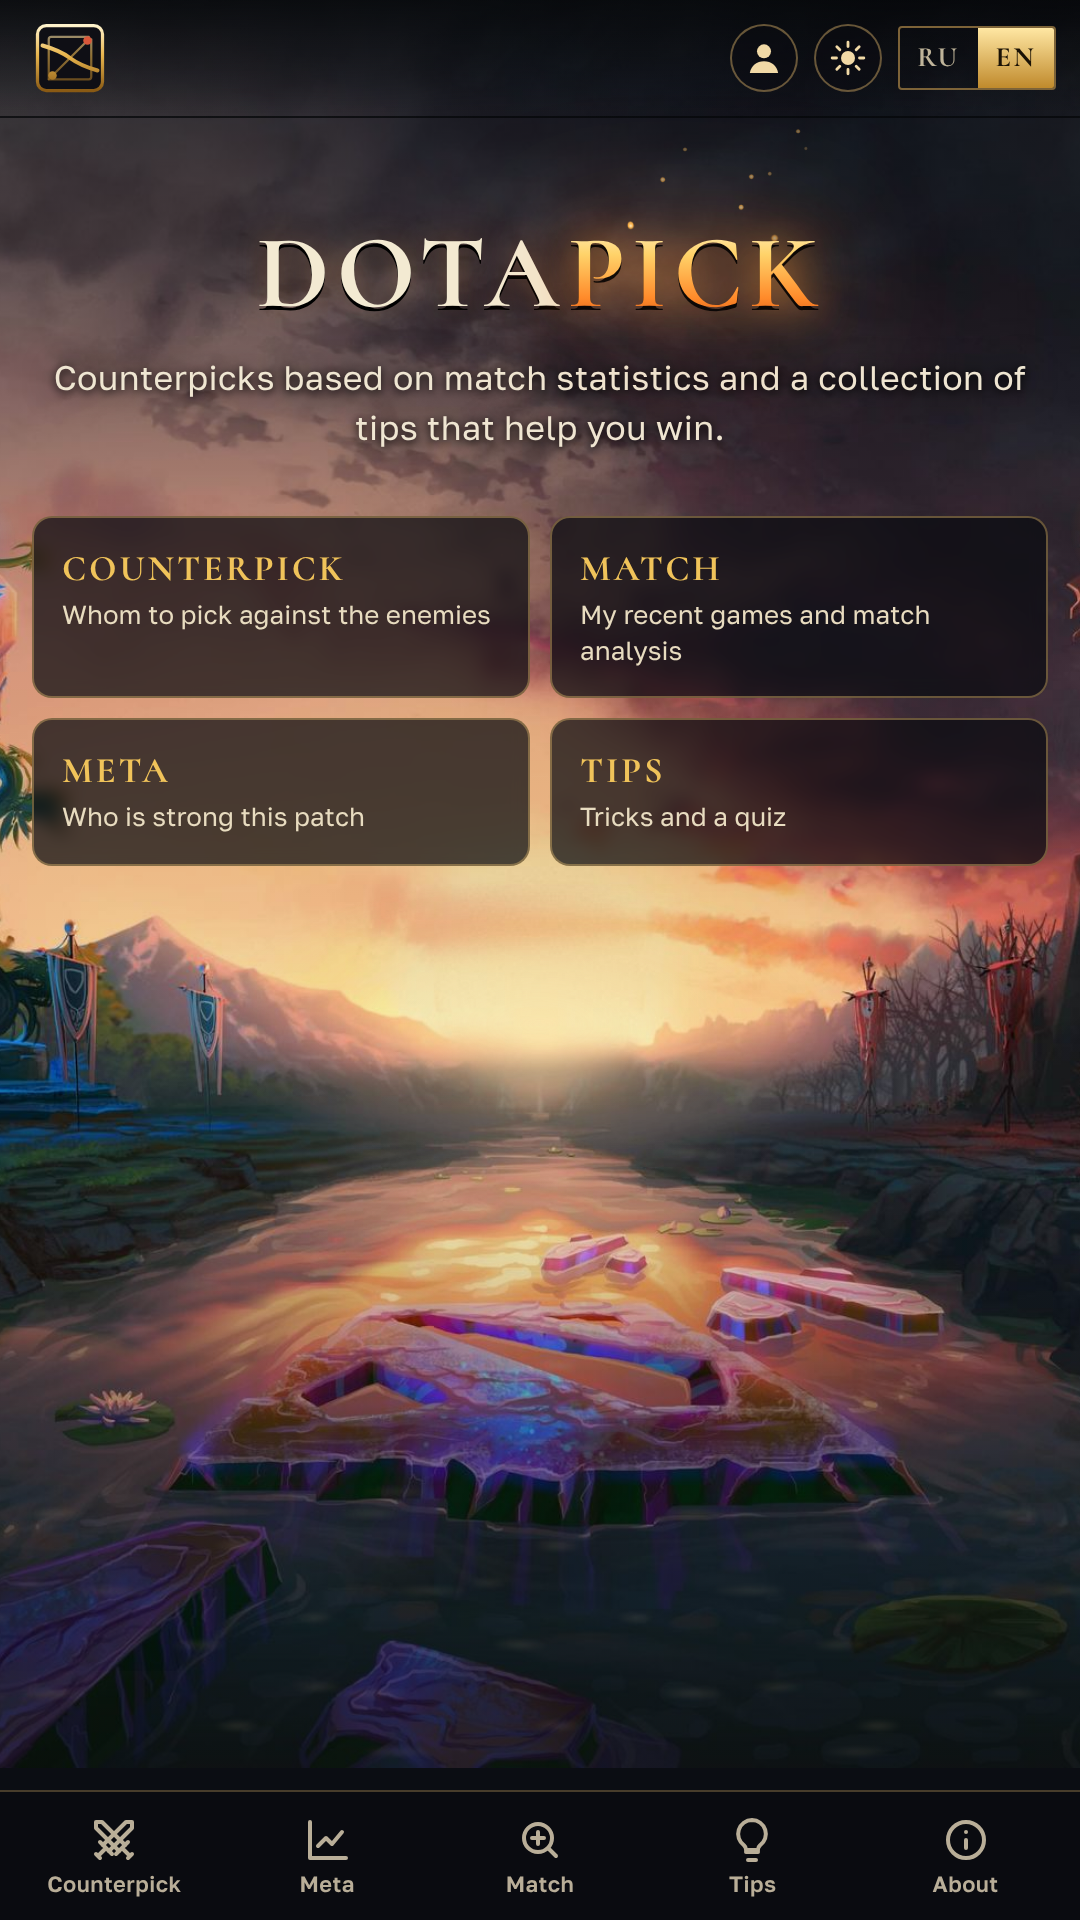 RU EN
DOTAPICK
Counterpicks based on match statistics and a collection of
tips that help you win.
COUNTERPICK
Whom to pick against the enemies
MATCH
My recent games and match
analysis
META
Who is strong this patch
TIPS
Tricks and a quiz
Counterpick
Meta
Match
Tips
About